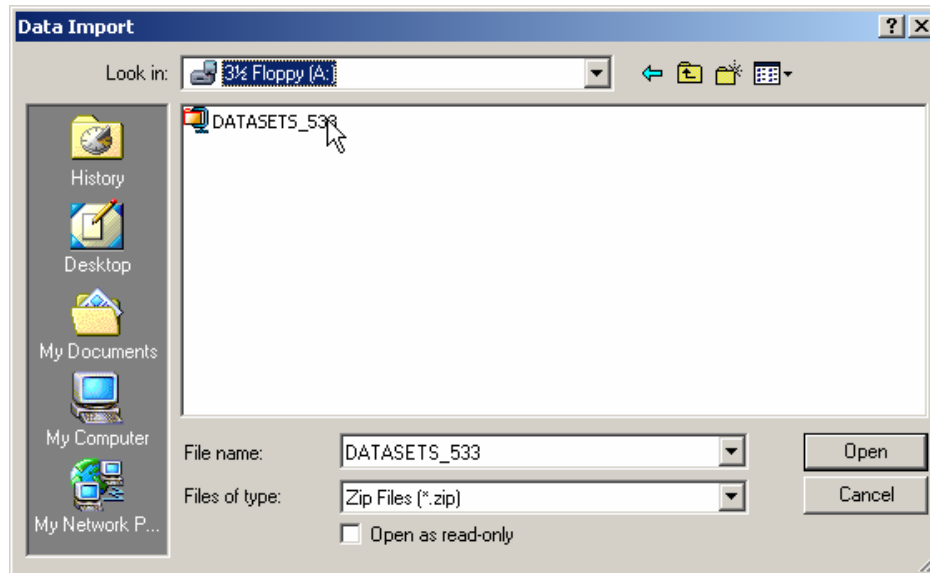 Data Import
Look in: 3½ Floppy (A:)
DATASETS_533
History
Desktop
My Documents
My Computer
My Network P...
File name: DATASETS_533 Open
Files of type: Zip Files (*.zip) Cancel
Open as read-only